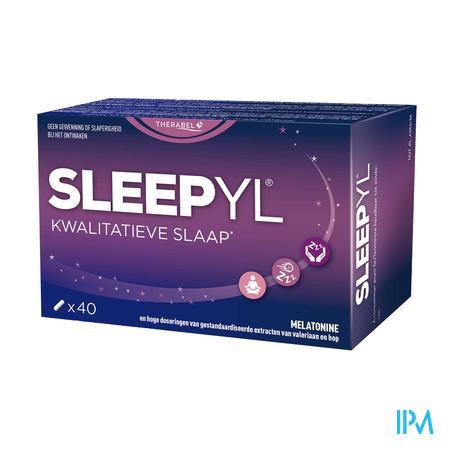 THERABEL
GEEN GEWENNING OF SLAPERIGHEID
BIJ HET ONTWAKEN
SLEEPYL®
KWALITATIEVE SLAAP*
x 40
MELATONINE
en hoge doseringen van gestandaardiseerde extracten van valeriaan en hop
SLEEPYL®
IPM